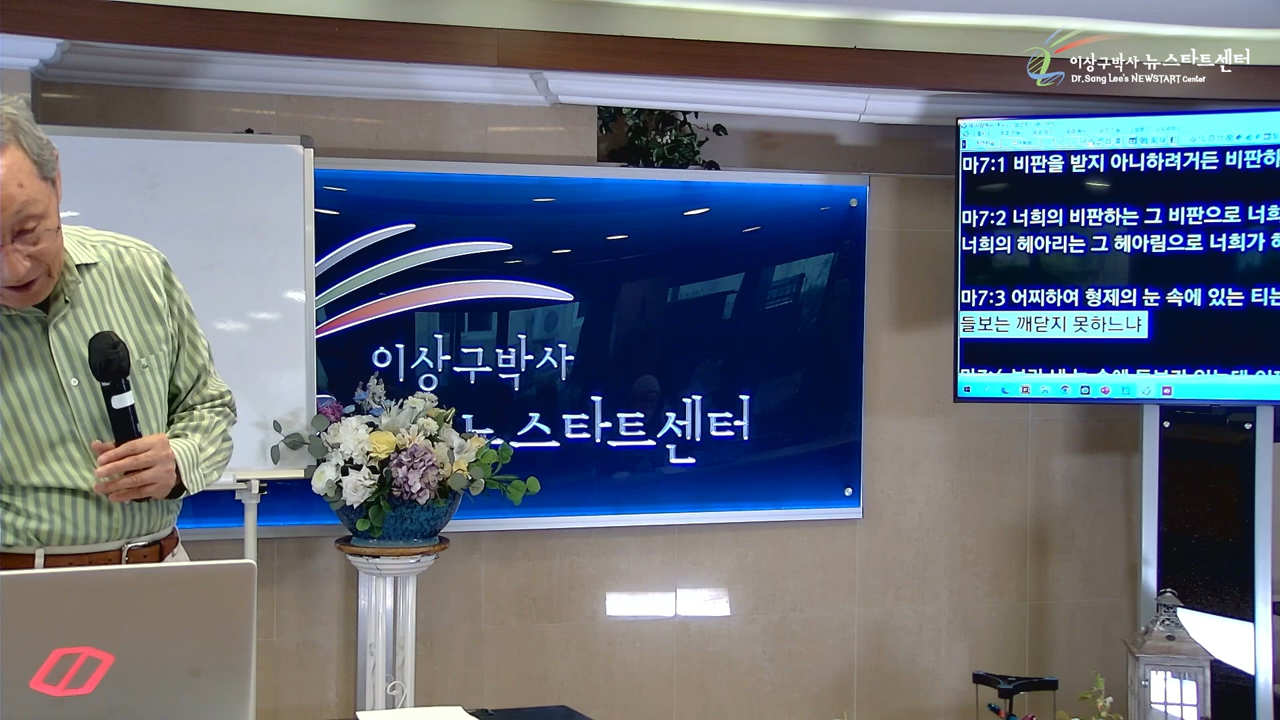 이상구박사 뉴스타트센터
Dr. Sang Lee's NEWSTART Center
마7:1 비판을 받지 아니하려거든 비판하
마7:2 너희의 비판하는 그 비판으로 너희
너희의 헤아리는 그 헤아림으로 너희가 헤
마7:3 어찌하여 형제의 눈 속에 있는 티는
들보는 깨닫지 못하느냐
이상구박사
뉴스타트센터